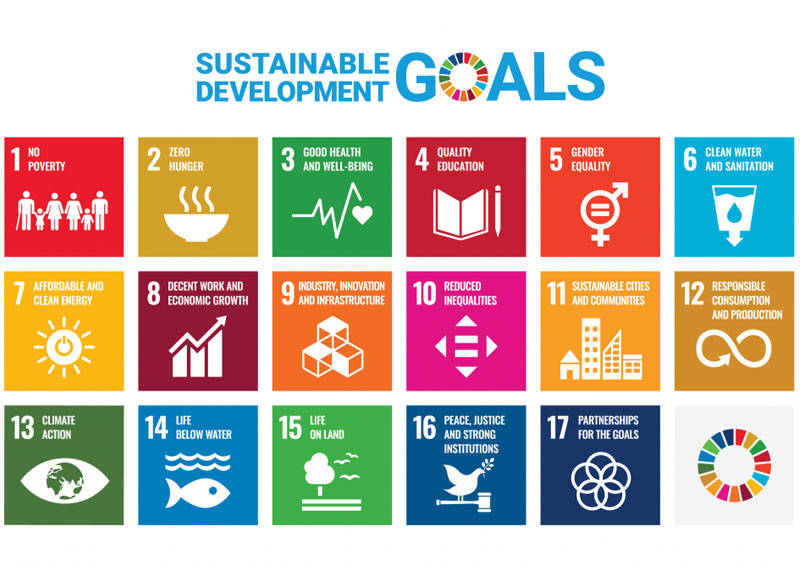 SUSTAINABLE
DEVELOPMENT
GOALS
1 NO
POVERTY
2 ZERO
HUNGER
3 GOOD HEALTH
AND WELL-BEING
4 QUALITY
EDUCATION
5 GENDER
EQUALITY
6 CLEAN WATER
AND SANITATION
7 AFFORDABLE AND
CLEAN ENERGY
8 DECENT WORK AND
ECONOMIC GROWTH
9 INDUSTRY, INNOVATION
AND INFRASTRUCTURE
10 REDUCED
INEQUALITIES
11 SUSTAINABLE CITIES
AND COMMUNITIES
12 RESPONSIBLE
CONSUMPTION
AND PRODUCTION
13 CLIMATE
ACTION
14 LIFE
BELOW WATER
15 LIFE
ON LAND
16 PEACE, JUSTICE
AND STRONG
INSTITUTIONS
17 PARTNERSHIPS
FOR THE GOALS